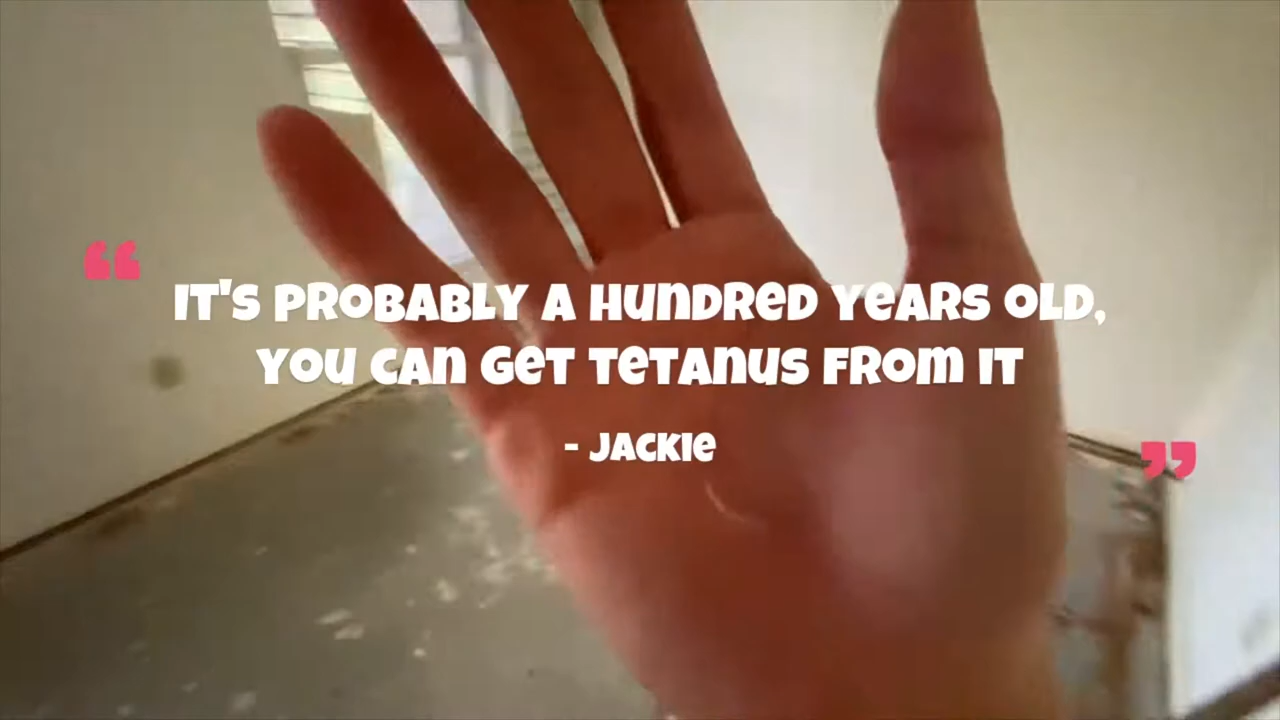 “
IT'S PROBABLY A HUNDRED YEARS OLD,
YOU CAN GET TETANUS FROM IT
- JACKIE
”